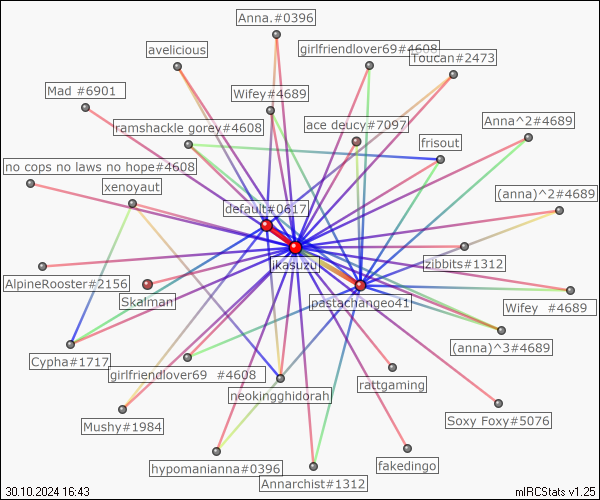 Anna.#0396
avelicious
girlfriendlover69#4608
Toucan#2473
Mad #6901
Wifey#4689
ramshackle gorey#4608
ace deucy#7097
Anna^2#4689
frisout
no cops no laws no hope#4608
xenoyaut
(anna)^2#4689
default#0617
jkasuzu
zibbits#1312
AlpineRooster#2156
Skaman
pastachangeo41
Wifey #4689
Cypha#1717
(anna)^3#4689
girlfriendlover69 #4608
neokingghidorah
rattgaming
Mushy#1984
Soxy Foxy#5076
hypomanianna#0396
Annarchist#1312
fakedingo
30.10.2024 16:43
mIRCStats v1.25